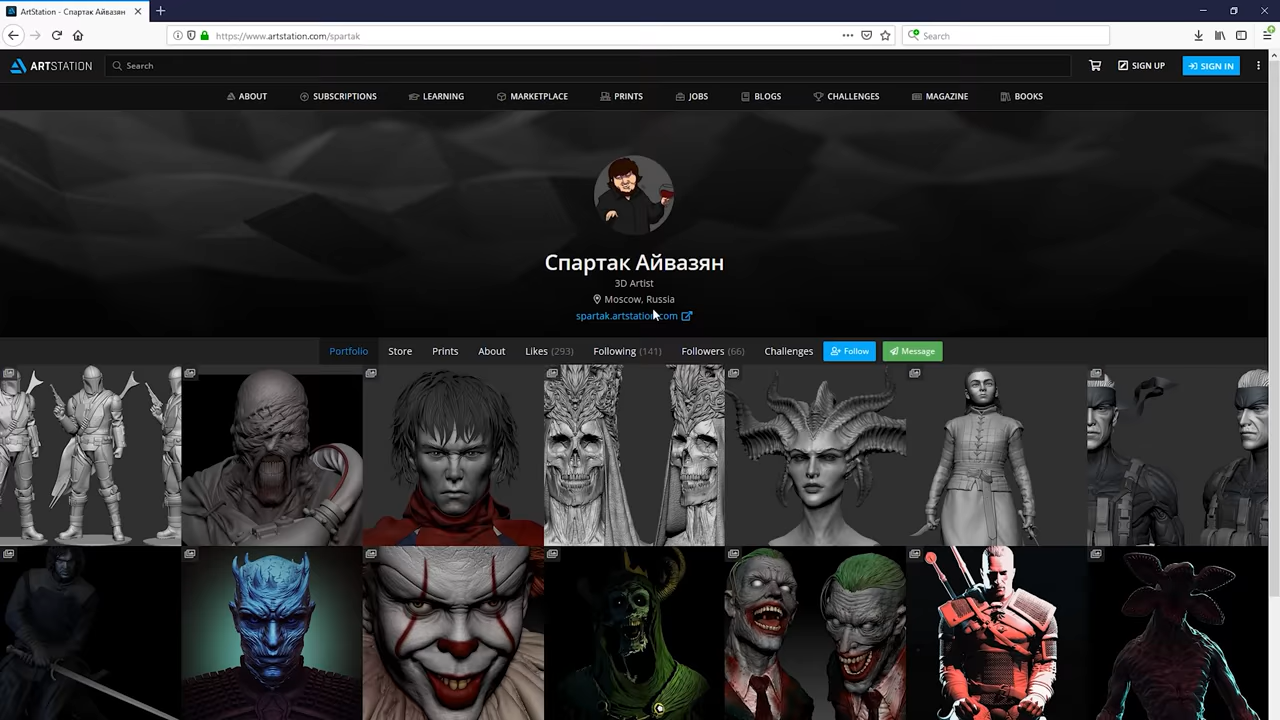 ArtStation - Спартак Айвазян
https://www.artstation.com/spartak
Search
ARTSTATION
Search
SIGN UP
SIGN IN
ABOUT
SUBSCRIPTIONS
LEARNING
MARKETPLACE
PRINTS
JOBS
BLOGS
CHALLENGES
MAGAZINE
BOOKS
Спартак Айвазян
3D Artist
Moscow, Russia
spartak.artstation.com
Portfolio
Store
Prints
About
Likes (293)
Following (141)
Followers (66)
Challenges
Follow
Message